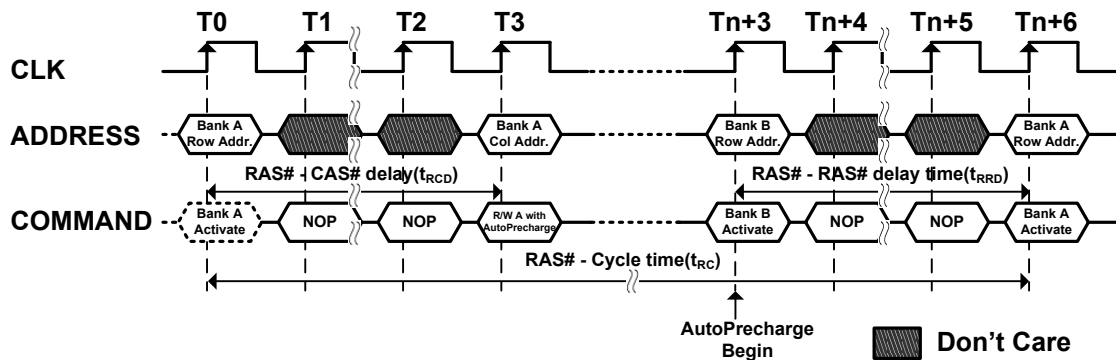 T0 T1 T2 T3 Tn+3 Tn+4 Tn+5 Tn+6
CLK
ADDRESS
Bank A
Row Addr.
Bank A
Col Addr.
Bank B
Row Addr.
Bank A
Row Addr.
RAS# - CAS# delay(tRCD)
RAS# - RAS# delay time(tRRD)
COMMAND
Bank A
Activate
NOP
NOP
R/W A with
AutoPrecharge
Bank B
Activate
NOP
NOP
Bank A
Activate
RAS# - Cycle time(tRC)
AutoPrecharge
Begin
Don't Care